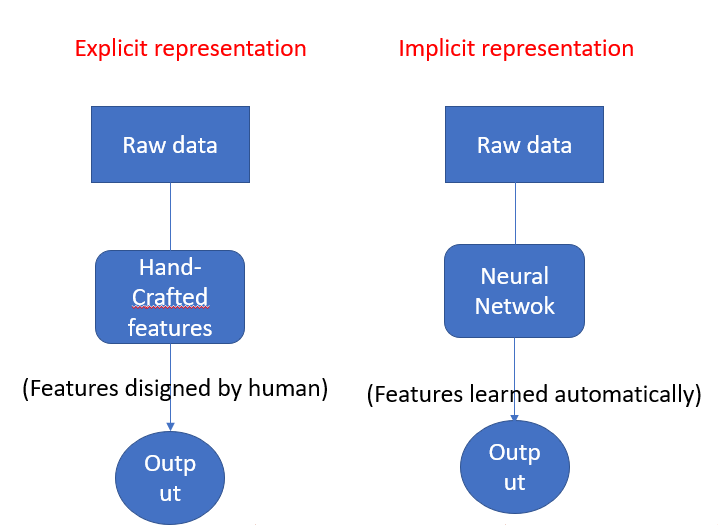 Explicit representation
Implicit representation
Raw data
Raw data
Hand-
Crafted
features
Neural
Netwok
(Features disigned by human)
(Features learned automatically)
Outp
ut
Outp
ut